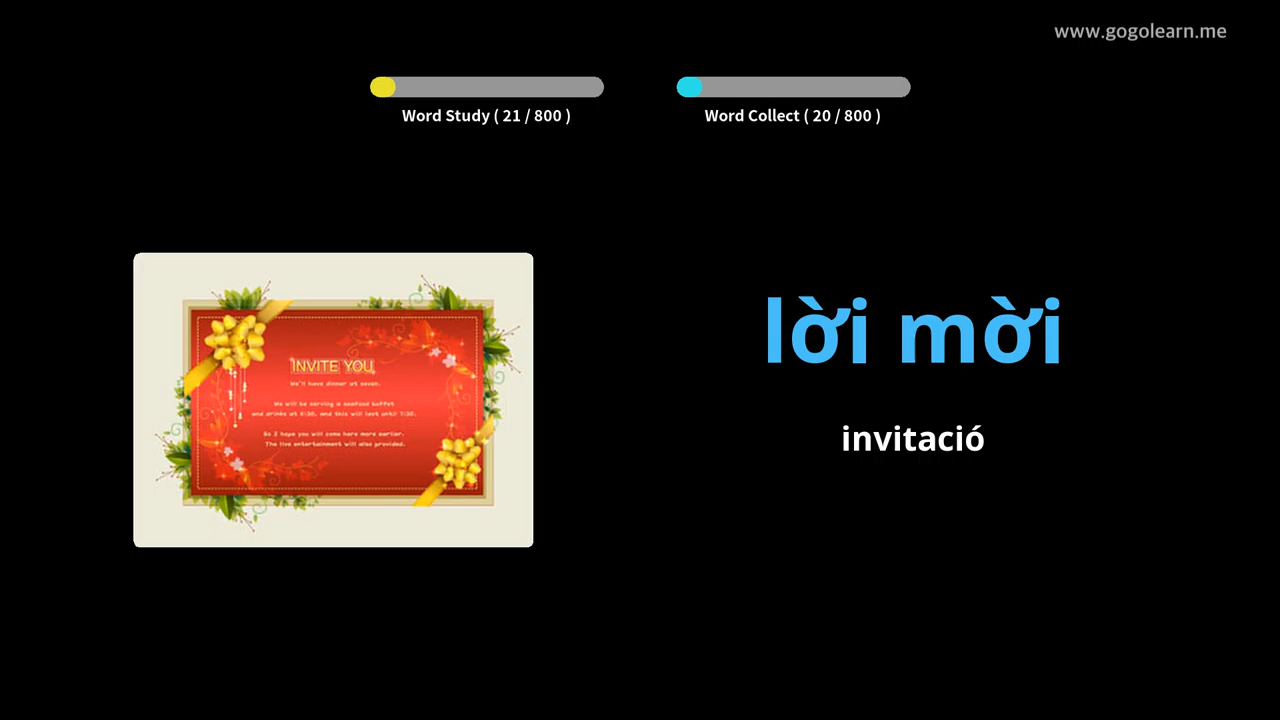 www.gogolearn.me
Word Study ( 21 / 800 )
Word Collect ( 20 / 800 )
INVITE YOU
We'll have dinner at seven.
We will be serving a seafood buffet
and drinks at 6:30, and this will last until 7:30.
So I hope you will come here more earlier.
The live entertainment will also provided.
lời mời
invitació